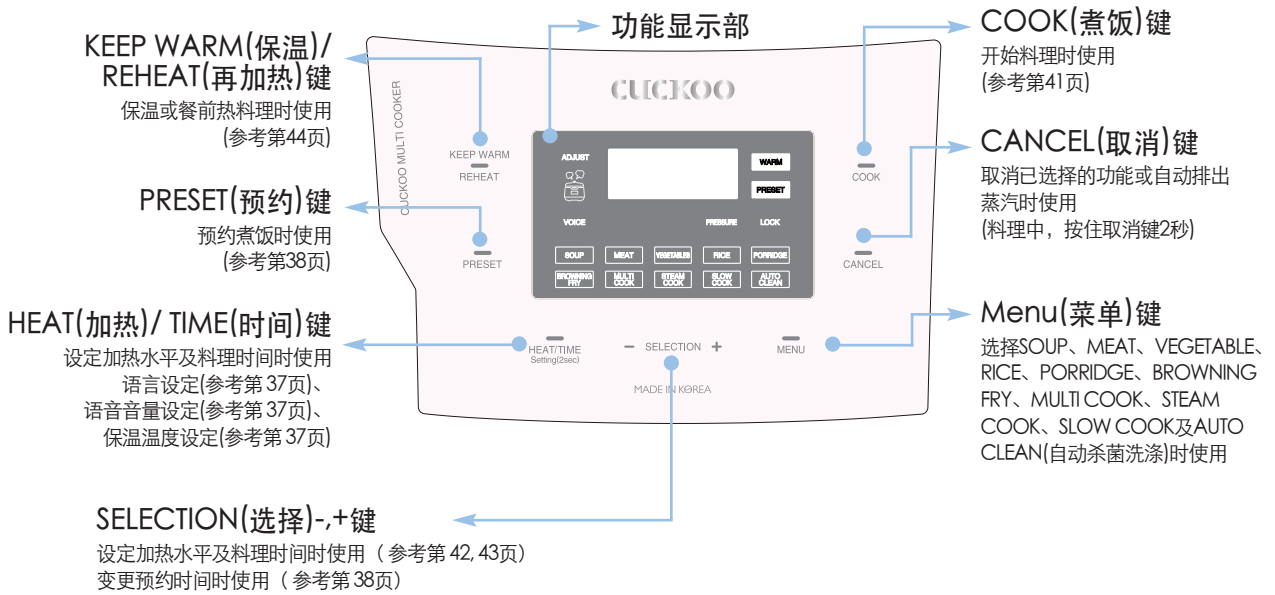 功能显示部
KEEP WARM(保温)/
REHEAT(再加热)键
保温或餐前热料理时使用
(参考第44页)
PRESET(预约)键
预约煮饭时使用
(参考第38页)
HEAT(加热)/ TIME(时间)键
设定加热水平及料理时间时使用
语言设定(参考第37页)、
语音音量设定(参考第37页)、
保温温度设定(参考第37页)
SELECTION(选择)-,+键
设定加热水平及料理时间时使用（参考第42, 43页）
变更预约时间时使用（参考第38页）
COOK(煮饭)键
开始料理时使用
(参考第41页)
CANCEL(取消)键
取消已选择的功能或自动排出
蒸汽时使用
(料理中，按住取消键2秒)
Menu(菜单)键
选择SOUP、MEAT、VEGETABLE、
RICE、PORRIDGE、BROWNING
FRY、MULTI COOK、STEAM
COOK、SLOW COOK及AUTO
CLEAN(自动杀菌洗涤)时使用
CUCKOO MULTI COOKER
CUCKOO
KEEP WARM
REHEAT
PRESET
ADJUST
WARM
PRESET
VOICE
PRESSURE
LOCK
SOUP
MEAT
VEGETABLES
RICE
PORRIDGE
BROWNING
FRY
MULTI
COOK
STEAM
COOK
SLOW
COOK
AUTO
CLEAN
COOK
CANCEL
HEAT/TIME
Setting(2sec)
− SELECTION +
MENU
MADE IN KOREA